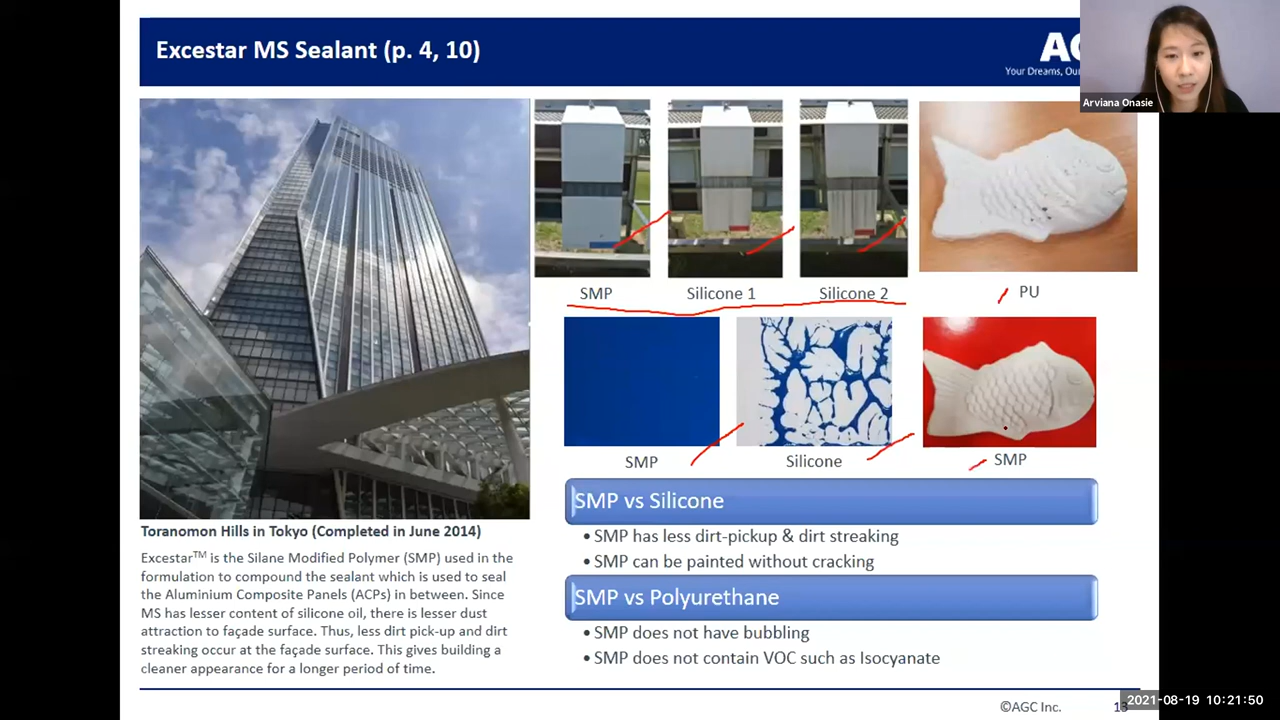 Excestar MS Sealant (p. 4, 10)
Your Dreams, Our
Arviana Onasie
SMP
Silicone 1
Silicone 2
PU
SMP
Silicone
SMP
SMP vs Silicone
• SMP has less dirt-pickup & dirt streaking
• SMP can be painted without cracking
SMP vs Polyurethane
• SMP does not have bubbling
• SMP does not contain VOC such as Isocyanate
Toranomon Hills in Tokyo (Completed in June 2014)
Excestar™ is the Silane Modified Polymer (SMP) used in the
formulation to compound the sealant which is used to seal
the Aluminium Composite Panels (ACPs) in between. Since
MS has lesser content of silicone oil, there is lesser dust
attraction to façade surface. Thus, less dirt pick-up and dirt
streaking occur at the façade surface. This gives building a
cleaner appearance for a longer period of time.
©AGC Inc.
2021-08-19 10:21:50